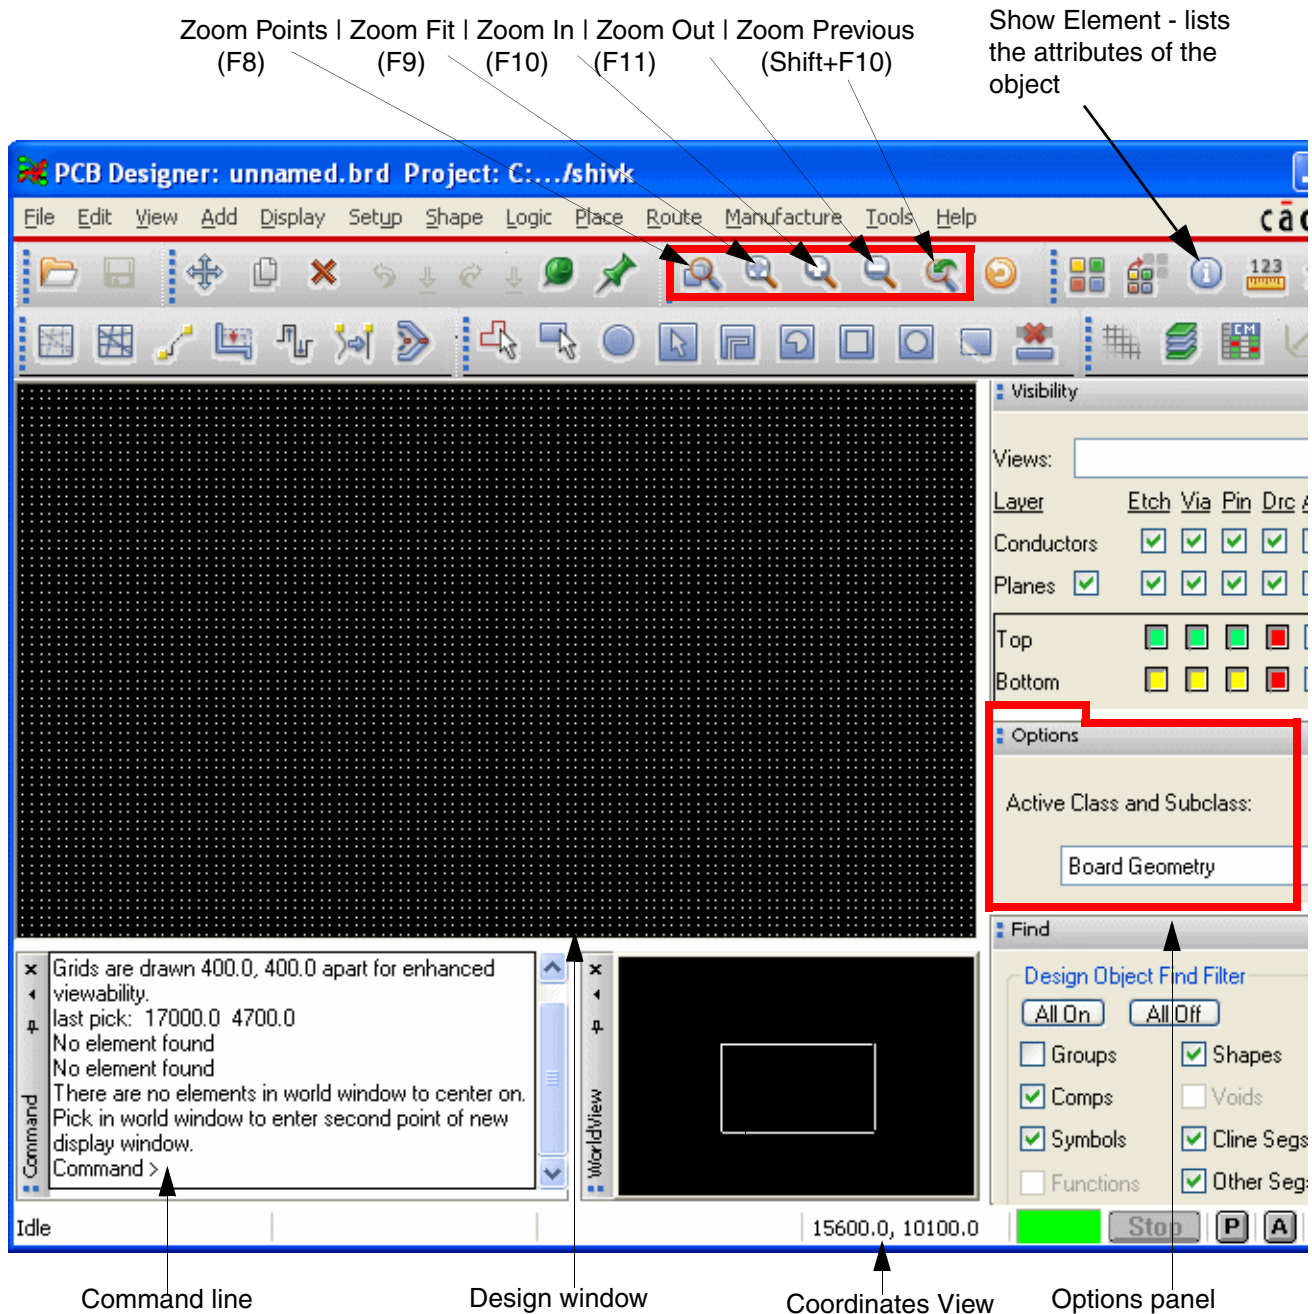 Zoom Points | Zoom Fit | Zoom In | Zoom Out | Zoom Previous
(F8) (F9) (F10) (F11) (Shift+F10)
Show Element - lists
the attributes of the
object
PCB Designer: unnamed.brd Project: C:.../shivk
File Edit View Add Display Setup Shape Logic Place Route Manufacture Tools Help
cād
123
CM
Visibility
Views:
Layer Etch Via Pin Drc A
Conductors
Planes
Top
Bottom
Options
Active Class and Subclass:
Board Geometry
Find
Design Object Find Filter
All On All Off
Groups Shapes
Comps Voids
Symbols Cline Segs
Functions Other Segs
Command
Grids are drawn 400.0, 400.0 apart for enhanced
viewability.
last pick: 17000.0 4700.0
No element found
No element found
There are no elements in world window to center on.
Pick in world window to enter second point of new
display window.
Command >
WorldView
Idle 15600.0, 10100.0 Stop P A
Command line Design window Coordinates View Options panel